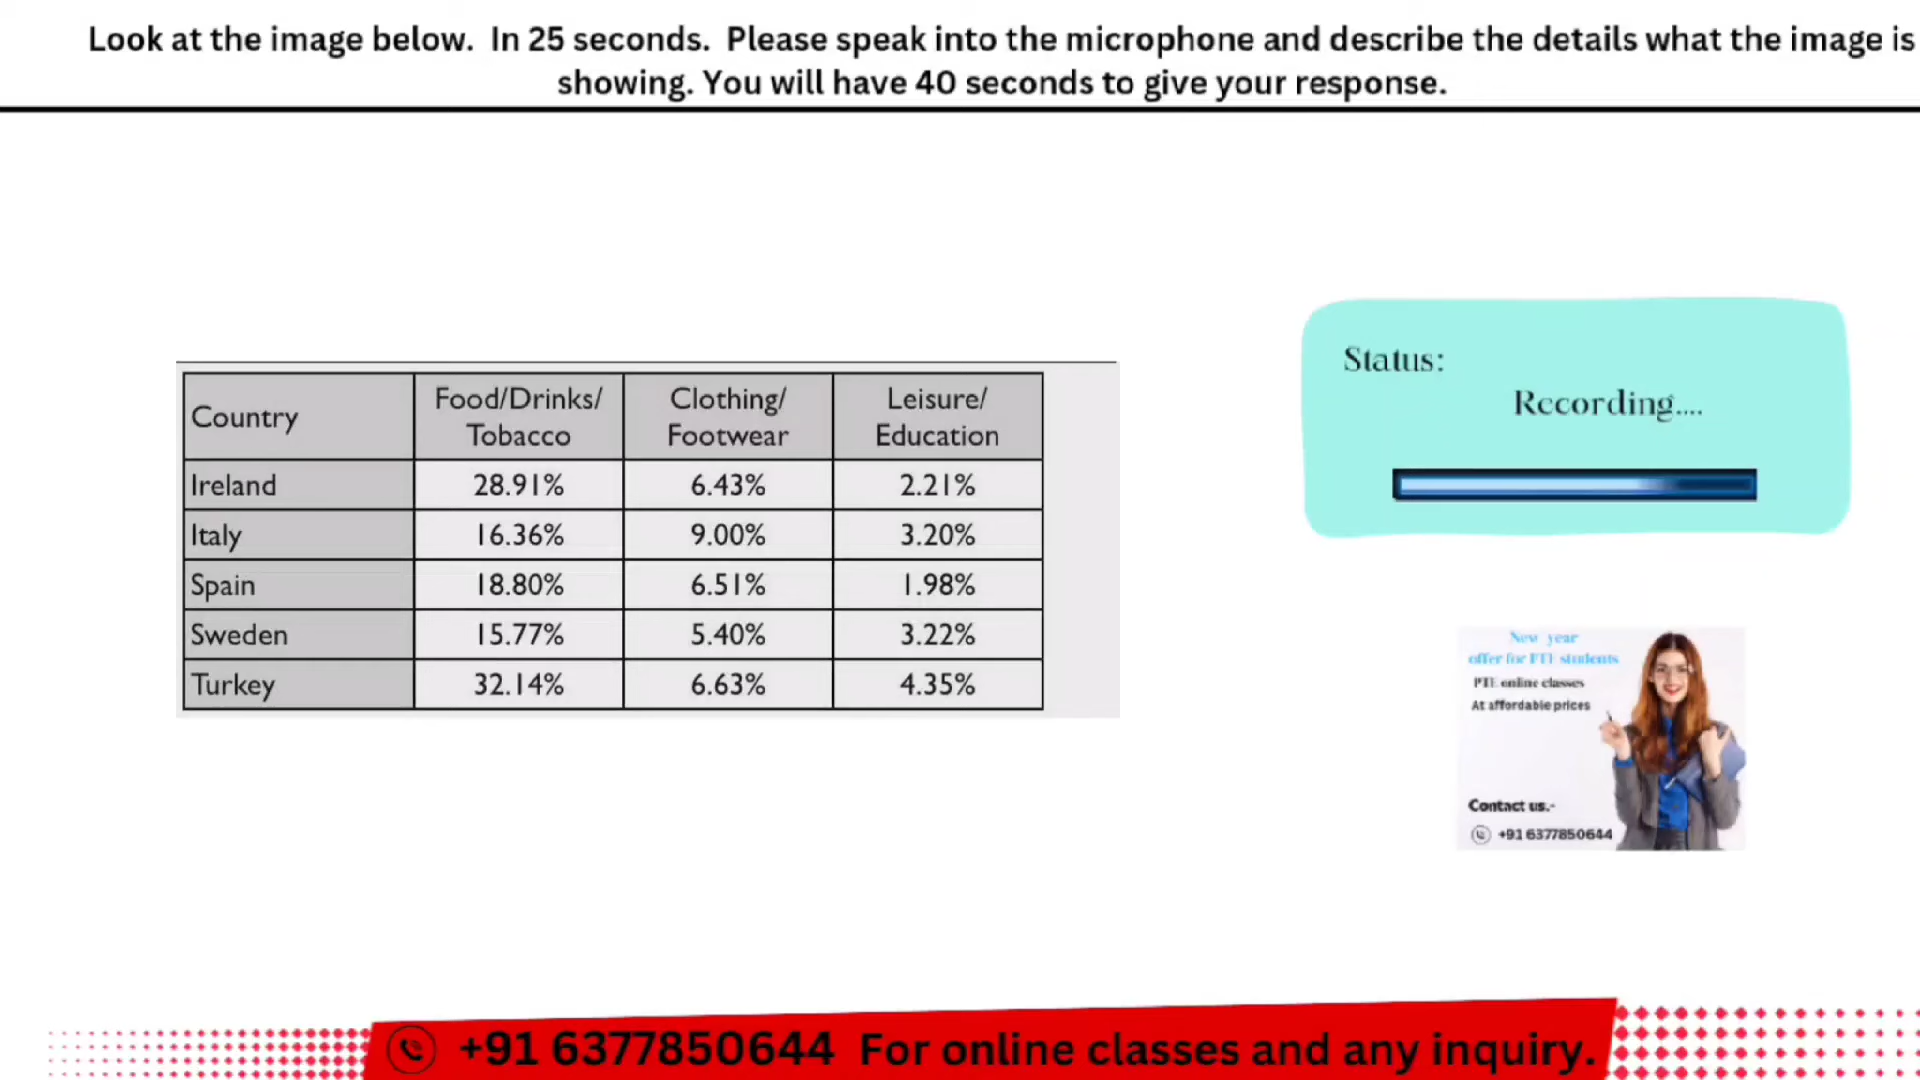 Look at the image below. In 25 seconds. Please speak into the microphone and describe the details what the image is
showing. You will have 40 seconds to give your response.
Country Food/Drinks/ Tobacco Clothing/ Footwear Leisure/ Education
Ireland 28.91% 6.43% 2.21%
Italy 16.36% 9.00% 3.20%
Spain 18.80% 6.51% 1.98%
Sweden 15.77% 5.40% 3.22%
Turkey 32.14% 6.63% 4.35%
Status:
Recording....
New year
offer for PTE students
PTE online classes
At affordable prices
Contact us.-
+91 6377850644
+91 6377850644 For online classes and any inquiry.